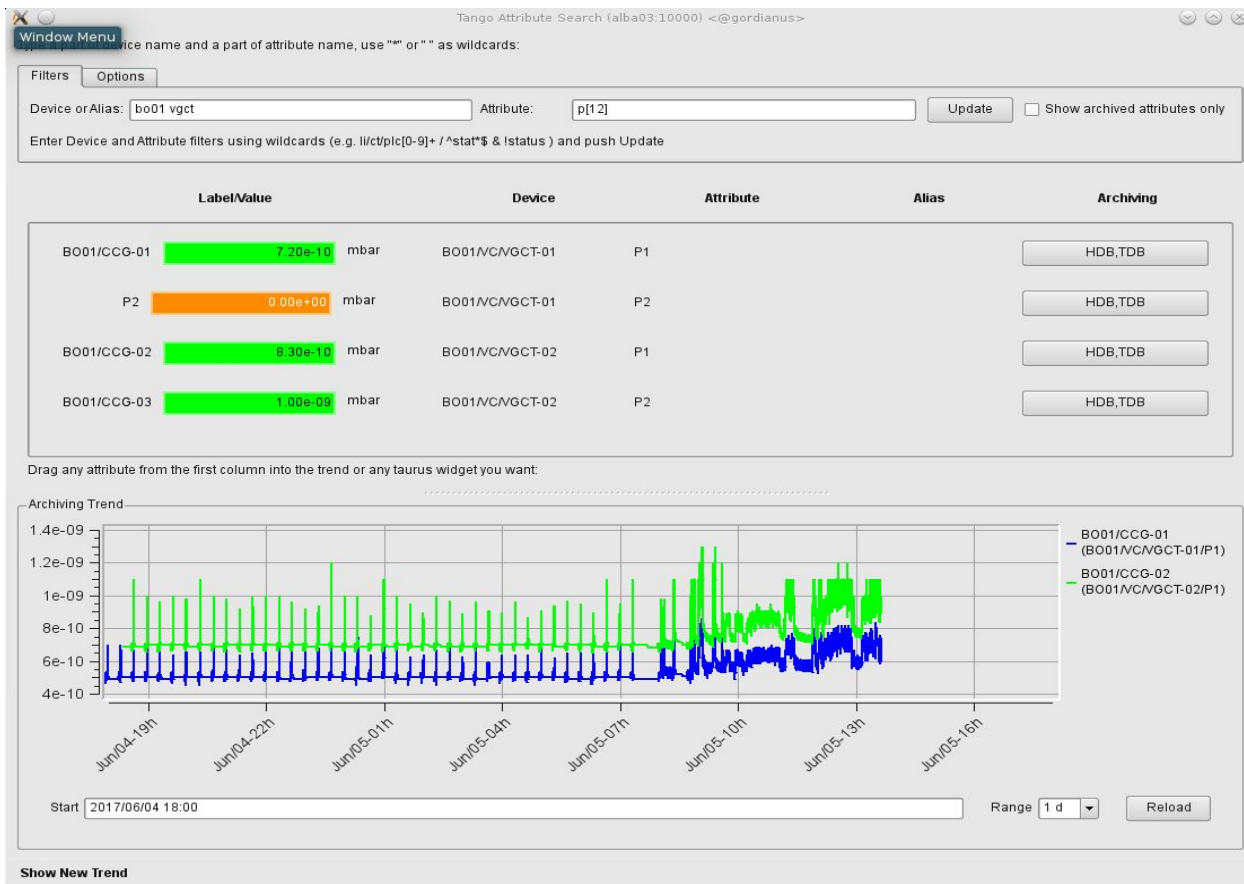 Tango Attribute Search (alba03:10000) <@gordianus>
Window Menu
device name and a part of attribute name, use "*" or " " as wildcards:
Filters Options
Device or Alias: bo01 vgct Attribute: p[12] Update Show archived attributes only
Enter Device and Attribute filters using wildcards (e.g. li/ct/plc[0-9]+ / ^stat*$ & !status ) and push Update
Label/Value Device Attribute Alias Archiving
BO01/CCG-01 7.20e-10 mbar BO01/VC/VGCT-01 P1 HDB,TDB
P2 0.00e+00 mbar BO01/VC/VGCT-01 P2 HDB,TDB
BO01/CCG-02 8.30e-10 mbar BO01/VC/VGCT-02 P1 HDB,TDB
BO01/CCG-03 1.00e-09 mbar BO01/VC/VGCT-02 P2 HDB,TDB
Drag any attribute from the first column into the trend or any taurus widget you want:
Archiving Trend
1.4e-09
1.2e-09
1e-09
8e-10
6e-10
4e-10
BO01/CCG-01
(BO01/VC/VGCT-01/P1)
BO01/CCG-02
(BO01/VC/VGCT-02/P1)
Jun/04-19h Jun/04-22h Jun/05-01h Jun/05-04h Jun/05-07h Jun/05-10h Jun/05-13h Jun/05-16h
Start 2017/06/04 18:00 Range 1 d Reload
Show New Trend